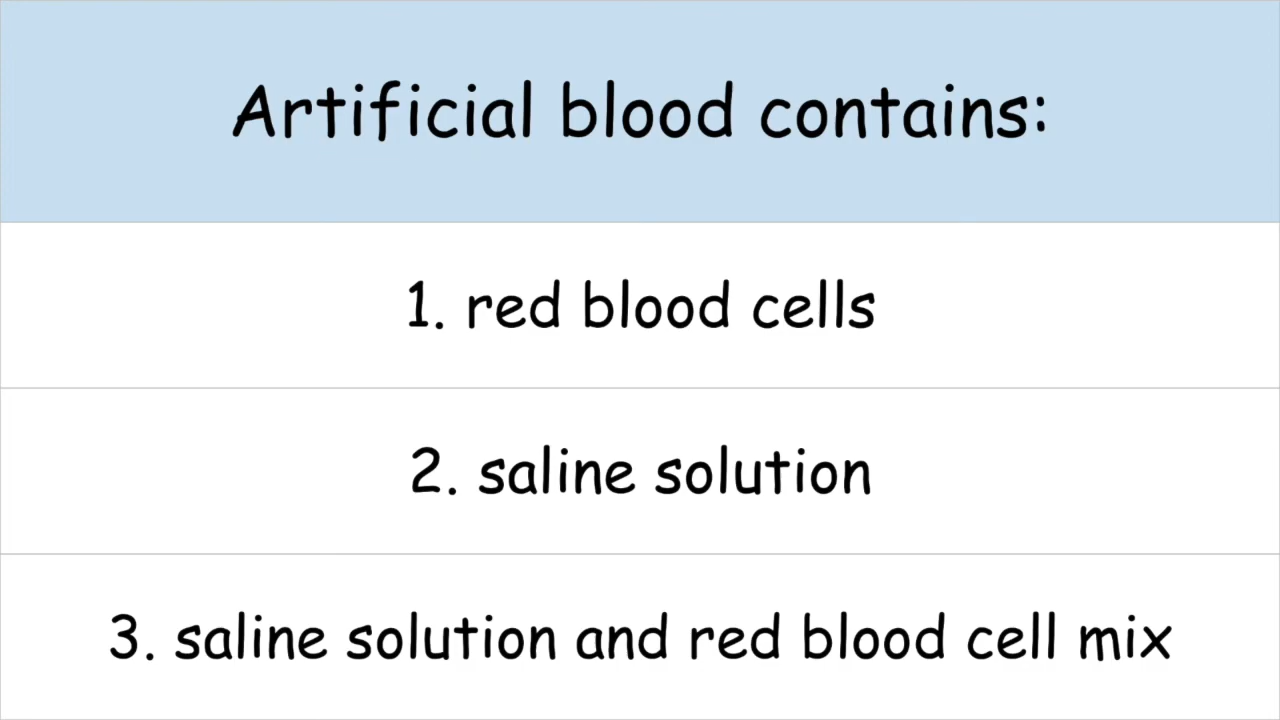 Artificial blood contains:
1. red blood cells
2. saline solution
3. saline solution and red blood cell mix